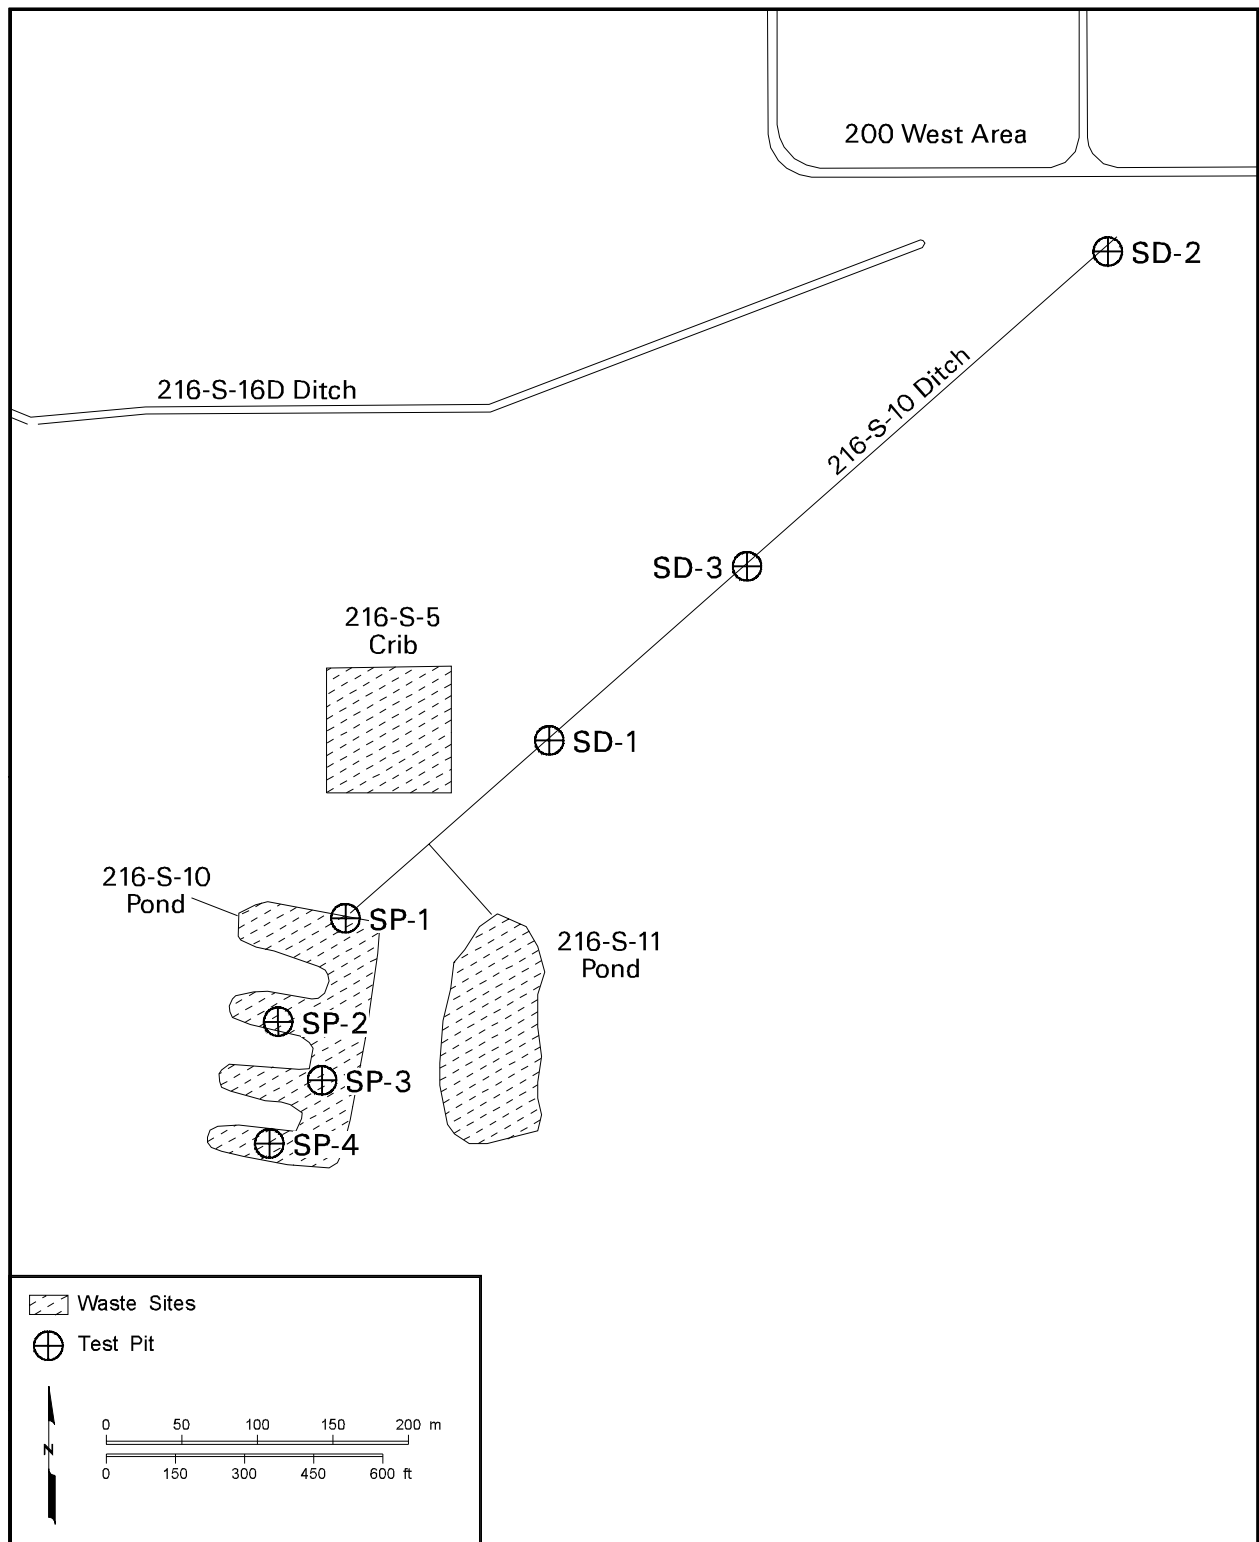 200 West Area
SD-2
216-S-16D Ditch
216-S-10 Ditch
SD-3
216-S-5
Crib
SD-1
216-S-10
Pond
SP-1
216-S-11
Pond
SP-2
SP-3
SP-4
Waste Sites
Test Pit
N
0 50 100 150 200 m
0 150 300 450 600 ft